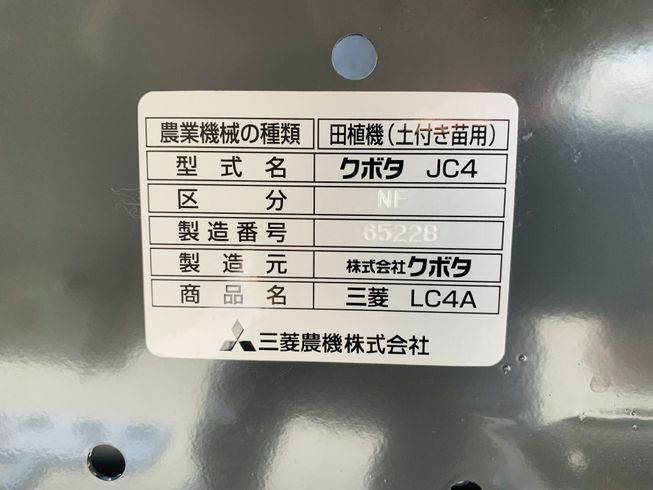 農業機械の種類 田植機(土付き苗用)
型式名 クボタ JC4
区分 NF
製造番号 65228
製造元 株式会社クボタ
商品名 三菱 LC4A
三菱農機株式会社